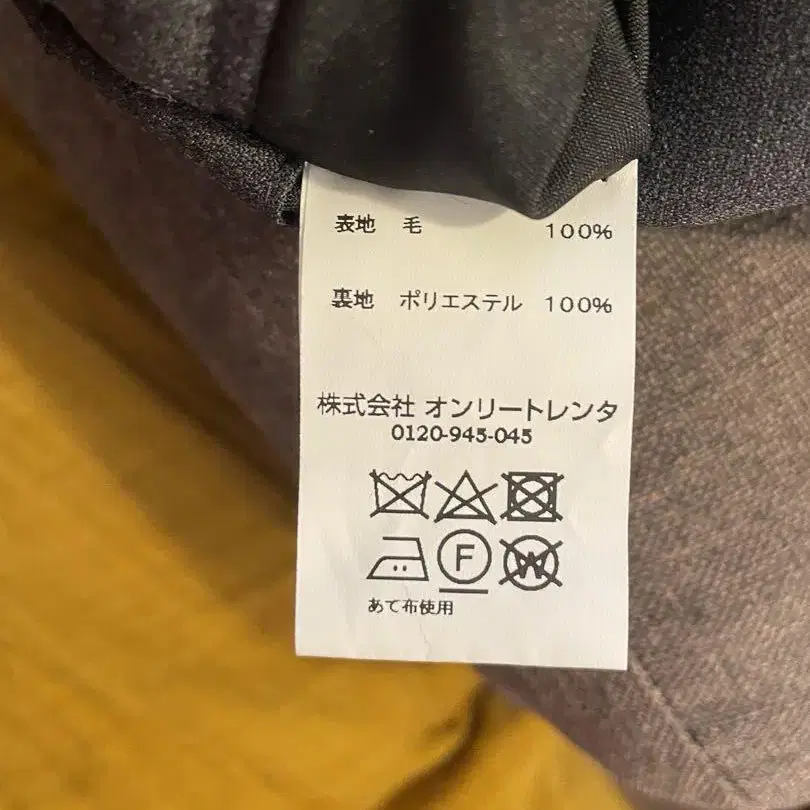 表地 毛 100%
裏地 ポリエステル 100%
株式会社 オンリートレンタ
0120-945-045
F W
あて布使用